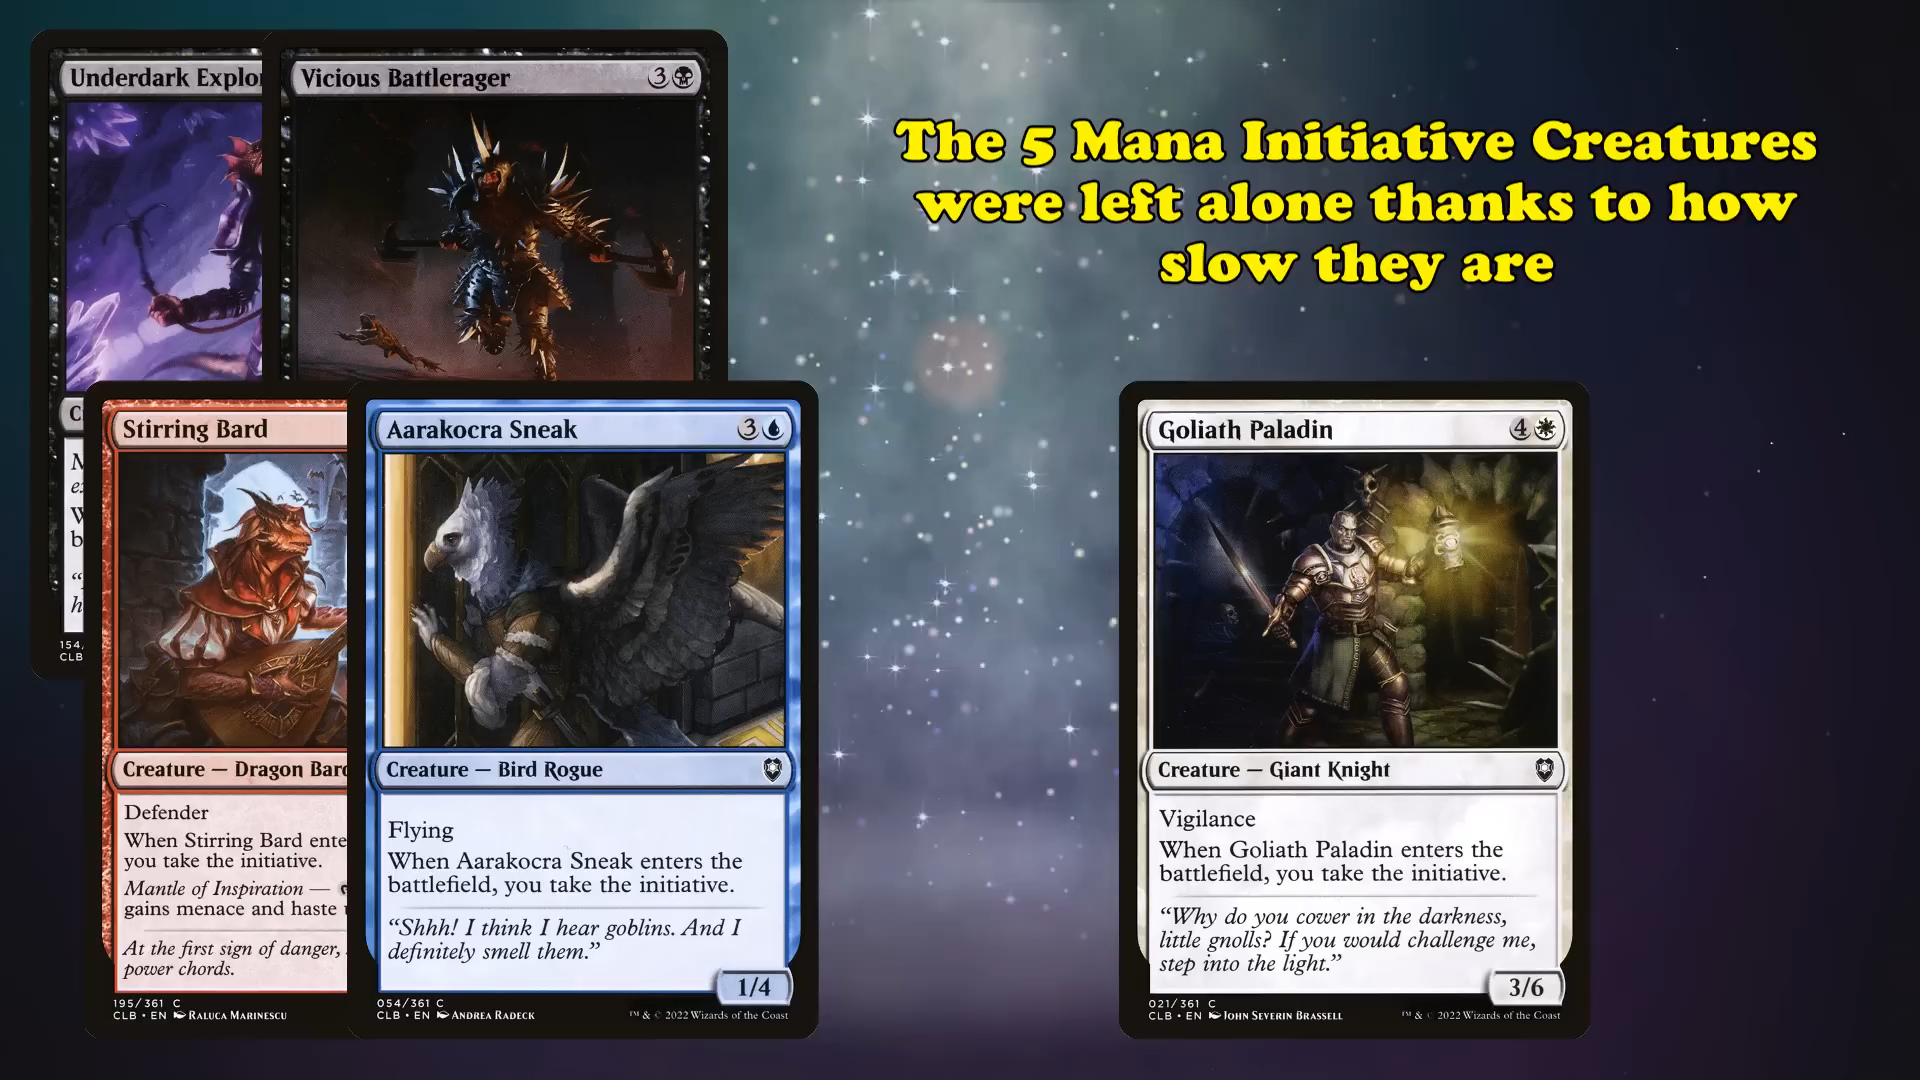 Underdark Explo
Vicious Battlerager 3
The 5 Mana Initiative Creatures
were left alone thanks to how
slow they are
C
M
ex
W
b
“
h
154
CLB
Stirring Bard
Creature — Dragon Bard
Defender
When Stirring Bard ente
you take the initiative.
Mantle of Inspiration —
gains menace and haste
At the first sign of danger,
power chords.
195/361 C
CLB • EN Raluca Marinescu
Aarakocra Sneak 3
Creature — Bird Rogue
Flying
When Aarakocra Sneak enters the
battlefield, you take the initiative.
“Shhh! I think I hear goblins. And I
definitely smell them.”
1/4
054/361 C
CLB • EN Andrea Radeck ™ & © 2022 Wizards of the Coast
Goliath Paladin 4
Creature — Giant Knight
Vigilance
When Goliath Paladin enters the
battlefield, you take the initiative.
“Why do you cower in the darkness,
little gnolls? If you would challenge me,
step into the light.”
3/6
021/361 C
CLB • EN John Severin Brassell ™ & © 2022 Wizards of the Coast